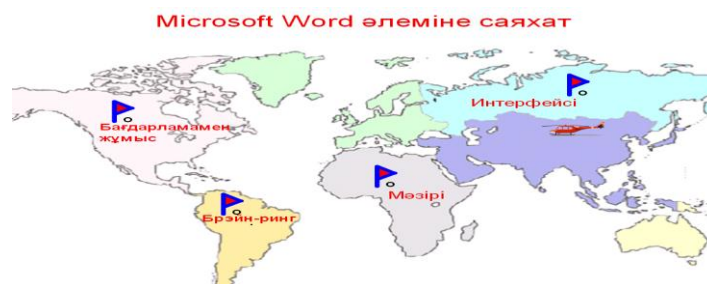 Microsoft Word әлеміне саяхат
Интерфейсі
Бағдарламамен
жұмыс
Мәзірі
Брэйн-ринг